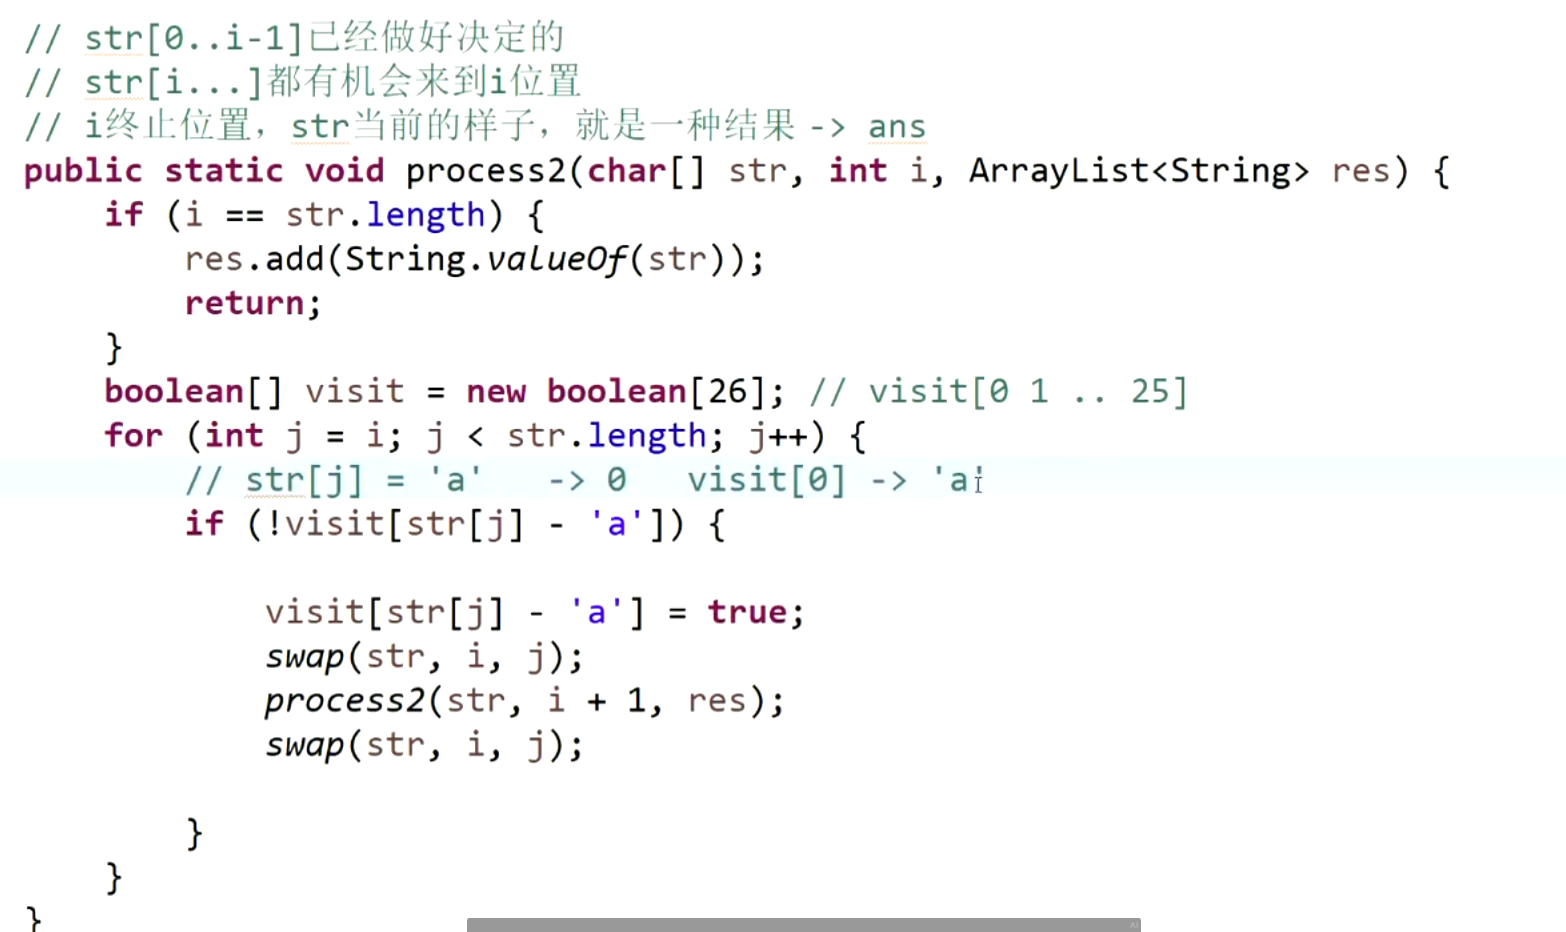 // str[0..i-1]已经做好决定的
// str[i...]都有机会来到i位置
// i终止位置，str当前的样子，就是一种结果 -> ans
public static void process2(char[] str, int i, ArrayList<String> res) {
if (i == str.length) {
res.add(String.valueOf(str));
return;
}
boolean[] visit = new boolean[26]; // visit[0 1 .. 25]
for (int j = i; j < str.length; j++) {
// str[j] = 'a' -> 0 visit[0] -> 'a'
if (!visit[str[j] - 'a']) {
visit[str[j] - 'a'] = true;
swap(str, i, j);
process2(str, i + 1, res);
swap(str, i, j);
}
}
}